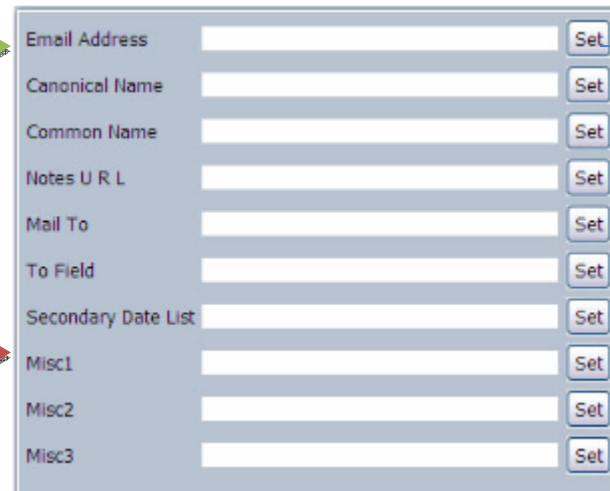 Email Address Set
Canonical Name Set
Common Name Set
Notes U R L Set
Mail To Set
To Field Set
Secondary Date List Set
Misc1 Set
Misc2 Set
Misc3 Set